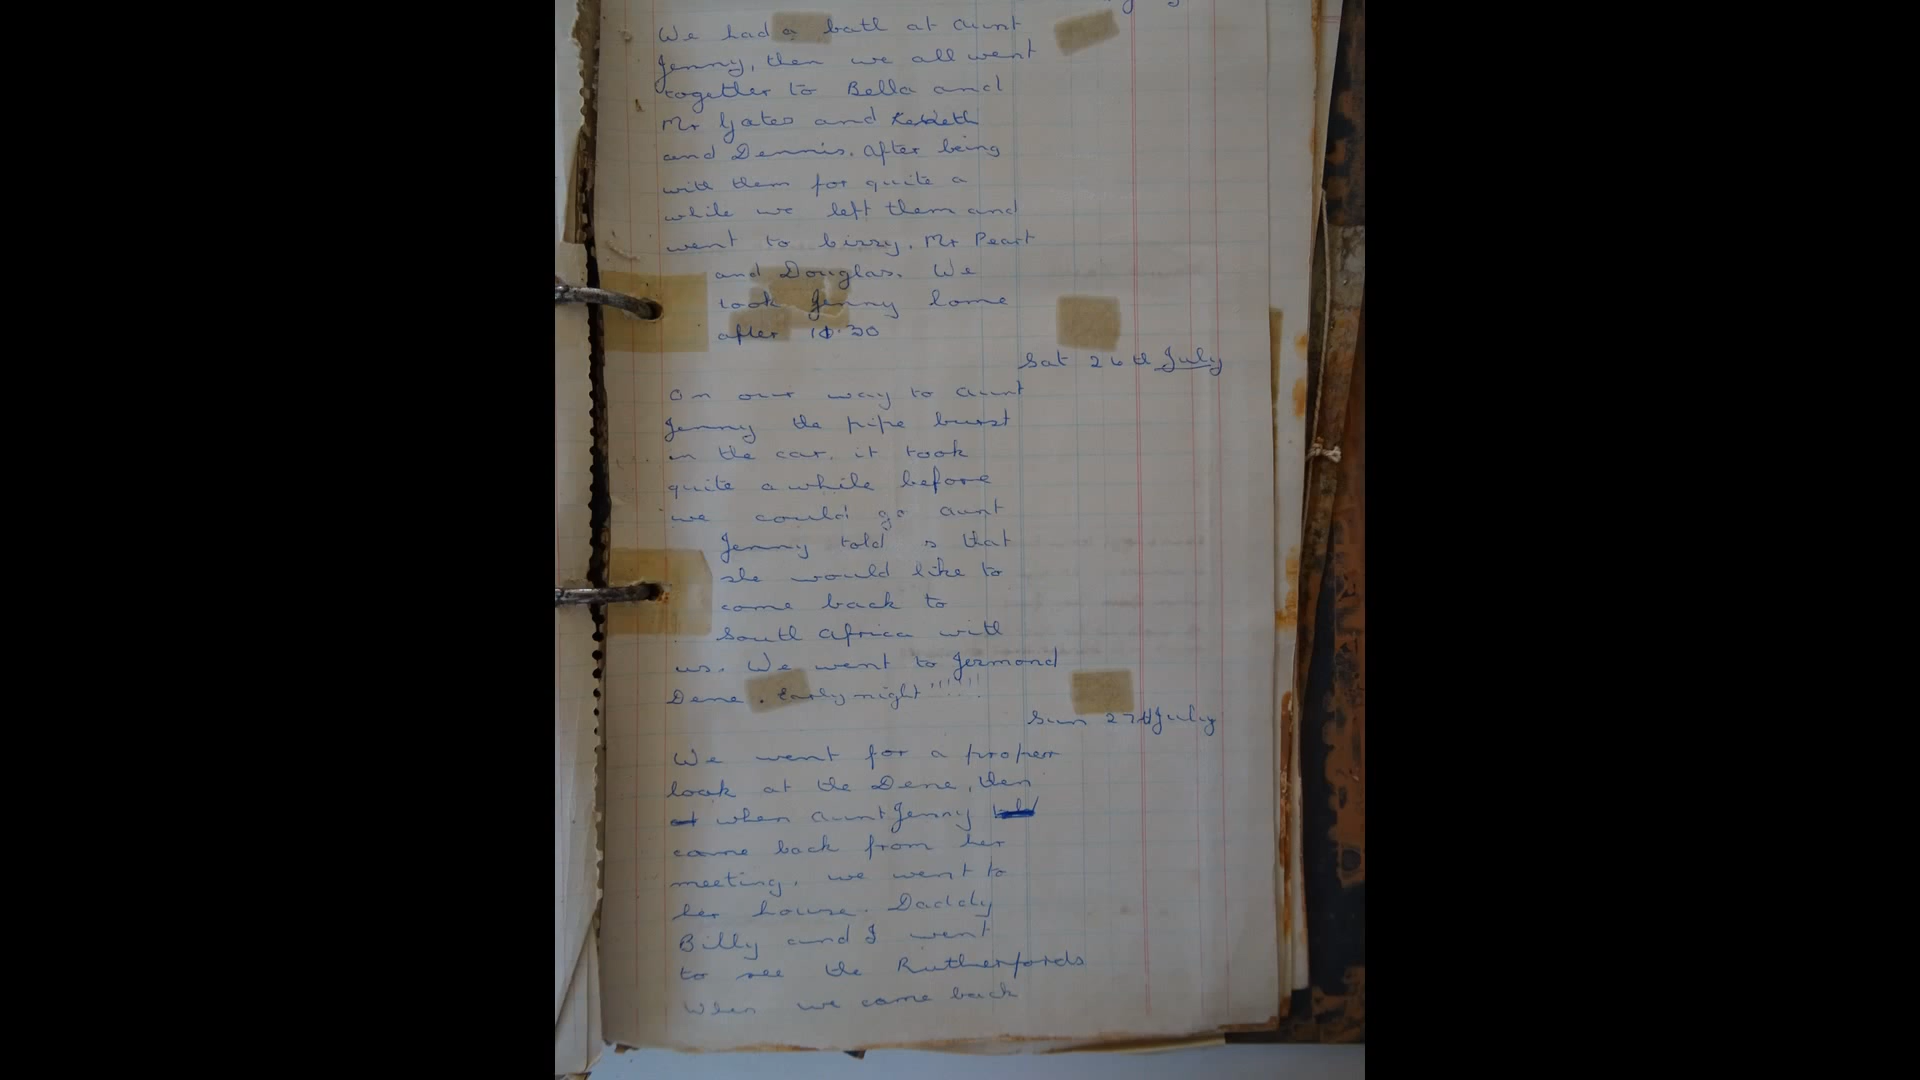 We had a bath at aunt
Jenny, then we all went
together to Bella and
Mr Yates and
and Dennis. After being
with them for quite a
while we left them and
went to Lizzy. Mr Peart
and Douglas. We
took Jenny home
after 10.30
Sat 26th July
On our way to aunt
Jenny the pipe burst
in the car. it took
quite a while before
we could go aunt
Jenny told s that
she would like to
come back to
South Africa with
us. We went to Jezmond
Dene. Early night !!!!!!
Sun 27th July
We went for a proper
look at the Dene, then
when aunt Jenny
came back from her
meeting. we went to
her house. Daddy
Billy and I went
to see the Rutherfords
When we came back